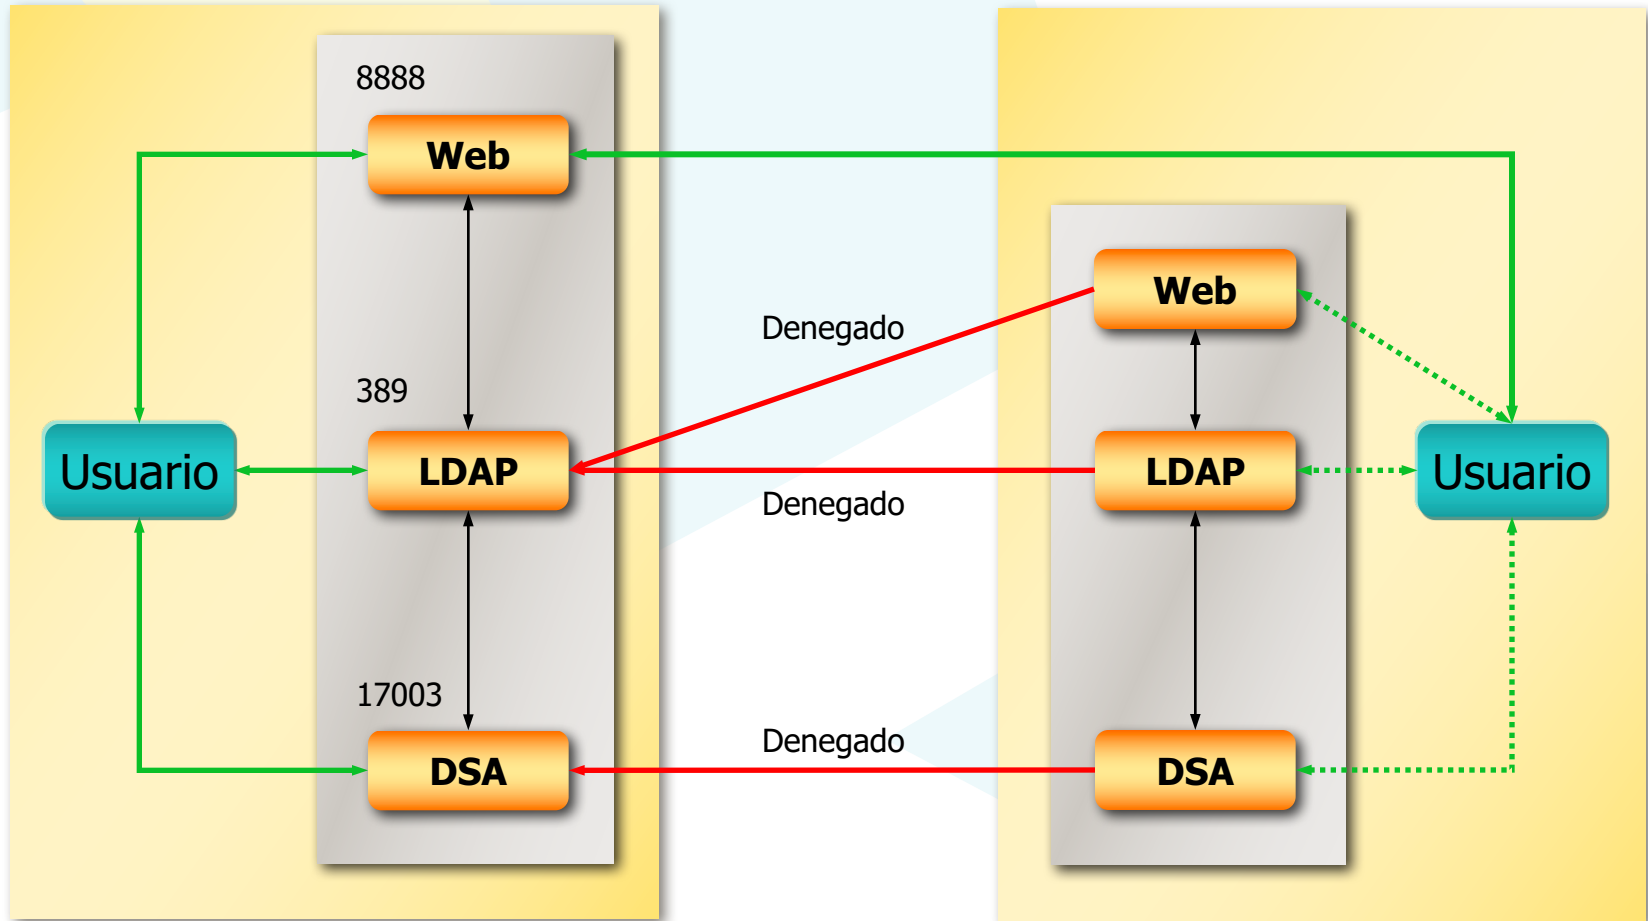 8888
Web
Web
Denegado
389
Usuario
LDAP
LDAP
Usuario
Denegado
17003
Denegado
DSA
DSA